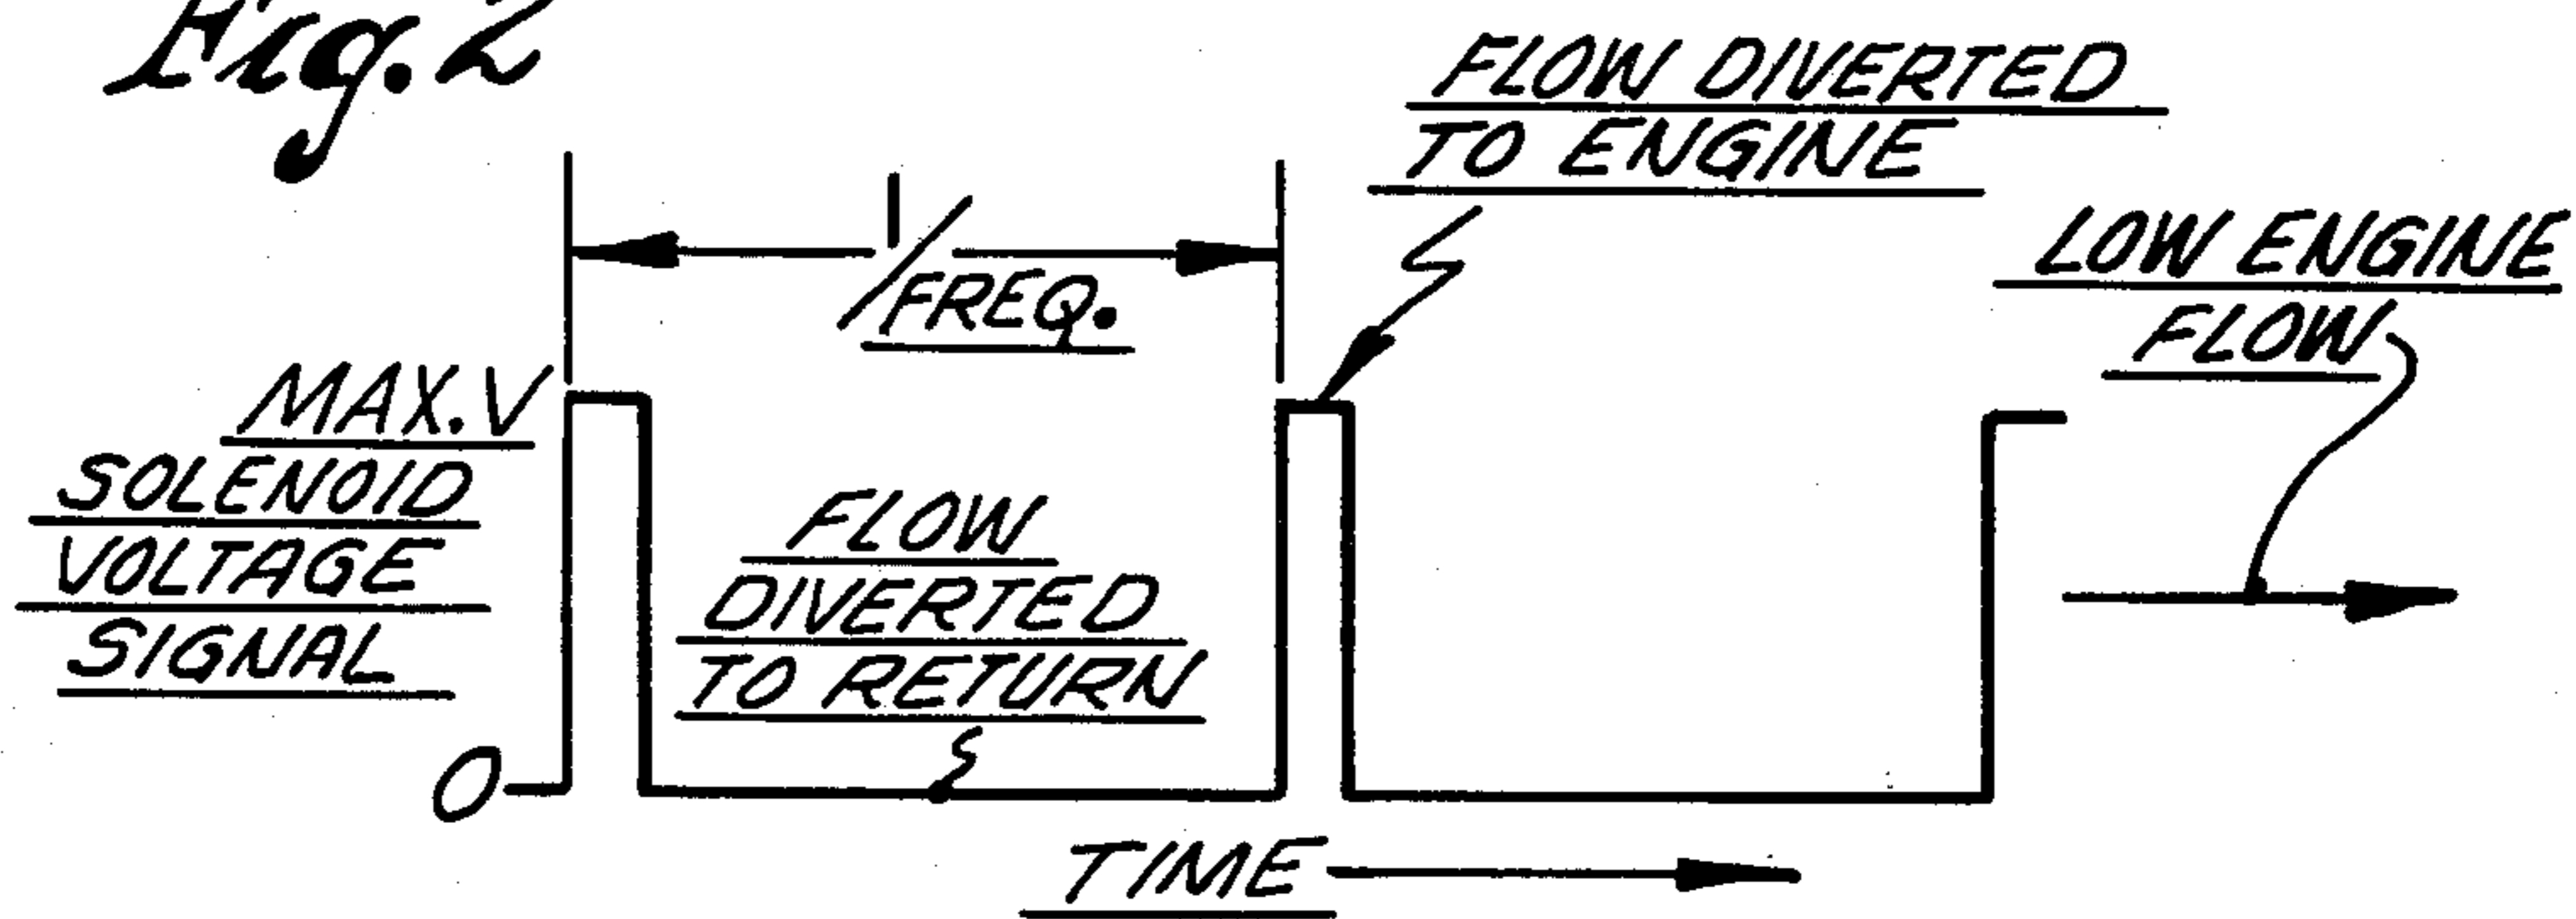 Fig. 2
FLOW DIVERTED
TO ENGINE
1/FREQ.
LOW ENGINE
FLOW
MAX. V
SOLENOID
VOLTAGE
SIGNAL
FLOW
DIVERTED
TO RETURN
0
TIME